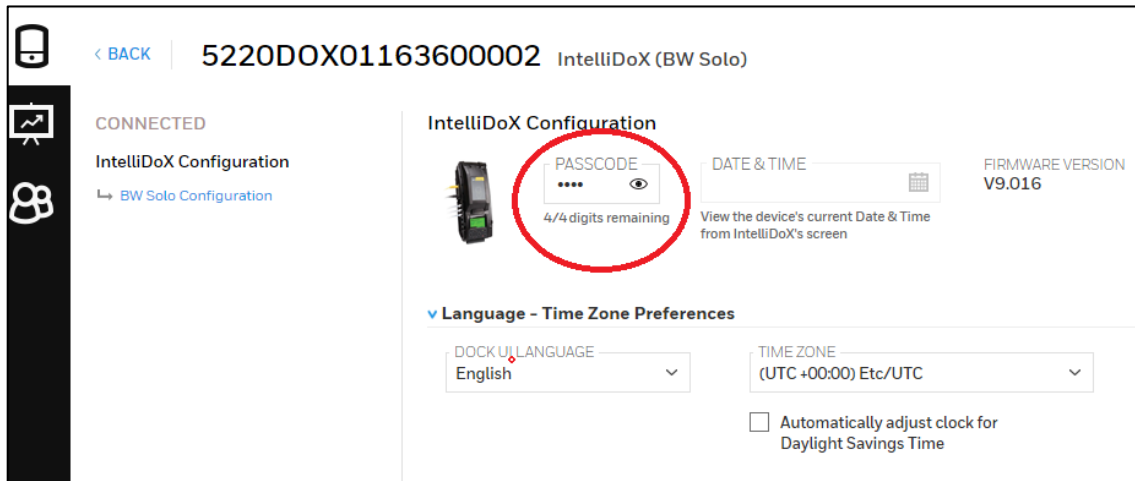 < BACK
5220DOX01163600002 IntelliDoX (BW Solo)
CONNECTED
IntelliDoX Configuration
BW Solo Configuration
IntelliDoX Configuration
PASSCODE
••••
4/4 digits remaining
DATE & TIME
View the device's current Date & Time
from IntelliDoX's screen
FIRMWARE VERSION
V9.016
Language - Time Zone Preferences
DOCK UI LANGUAGE
English
TIME ZONE
(UTC +00:00) Etc/UTC
Automatically adjust clock for
Daylight Savings Time